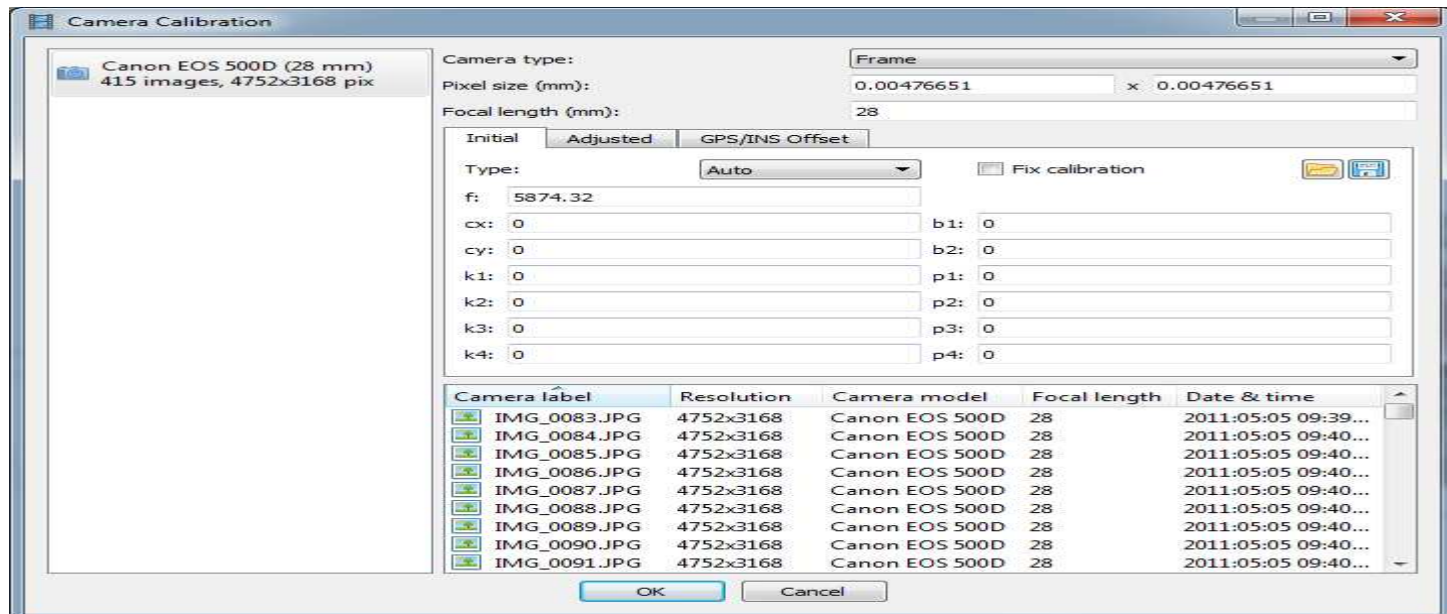 Camera Calibration
Canon EOS 500D (28 mm)
415 images, 4752x3168 pix
Camera type: Frame
Pixel size (mm): 0.00476651 x 0.00476651
Focal length (mm): 28
Initial Adjusted GPS/INS Offset
Type: Auto Fix calibration
f: 5874.32
cx: 0 b1: 0
cy: 0 b2: 0
k1: 0 p1: 0
k2: 0 p2: 0
k3: 0 p3: 0
k4: 0 p4: 0
Camera label Resolution Camera model Focal length Date & time
IMG_0083.JPG 4752x3168 Canon EOS 500D 28 2011:05:05 09:39...
IMG_0084.JPG 4752x3168 Canon EOS 500D 28 2011:05:05 09:40...
IMG_0085.JPG 4752x3168 Canon EOS 500D 28 2011:05:05 09:40...
IMG_0086.JPG 4752x3168 Canon EOS 500D 28 2011:05:05 09:40...
IMG_0087.JPG 4752x3168 Canon EOS 500D 28 2011:05:05 09:40...
IMG_0088.JPG 4752x3168 Canon EOS 500D 28 2011:05:05 09:40...
IMG_0089.JPG 4752x3168 Canon EOS 500D 28 2011:05:05 09:40...
IMG_0090.JPG 4752x3168 Canon EOS 500D 28 2011:05:05 09:40...
IMG_0091.JPG 4752x3168 Canon EOS 500D 28 2011:05:05 09:40...
OK Cancel